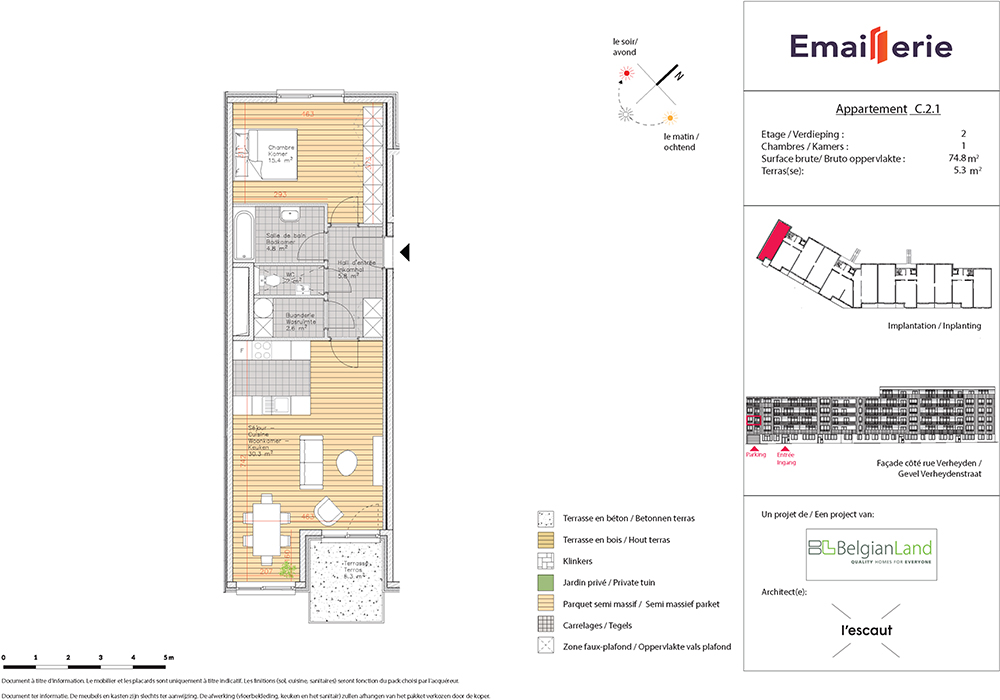 le soir/
avond
N
le matin /
ochtend
Emaillerie
Appartement C.2.1
Etage / Verdieping : 2
Chambres / Kamers : 1
Surface brute/ Bruto oppervlakte : 74.8 m²
Terras(se): 5.3 m²
Implantation / Inplanting
Parking
Entrée
Ingang
Façade côté rue Verheyden /
Gevel Verheydenstraat
Un projet de / Een project van:
BelgianLand
QUALITY HOMES FOR EVERYONE
Architect(e):
l'escaut
163
Chambre
Kamer
15.4 m²
293
Salle de bain
Badkamer
4.8 m²
Hall d'entrée
Inkomhal
5.8 m²
WC
Buanderie
Wasruimte
2.6 m²
F
Séjour -
Cuisine
Woonkamer -
Keuken
30.3 m²
742
463
207
Terrasse
Terras
5.3 m²
Terrasse en béton / Betonnen terras
Terrasse en bois / Hout terras
Klinkers
Jardin privé / Private tuin
Parquet semi massif / Semi massief parket
Carrelages / Tegels
Zone faux-plafond / Oppervlakte vals plafond
0 1 2 3 4 5 m
Document à titre d'information. Le mobilier et les placards sont uniquement à titre indicatif. Les finitions (sol, cuisine, sanitaires) seront fonction du pack choisi par l'acquéreur.
Document ter informatie. De meubels en kasten zijn slechts ter aanwijzing. De afwerking (vloerbekleding, keuken en het sanitair) zullen afhangen van het pakket verkozen door de koper.